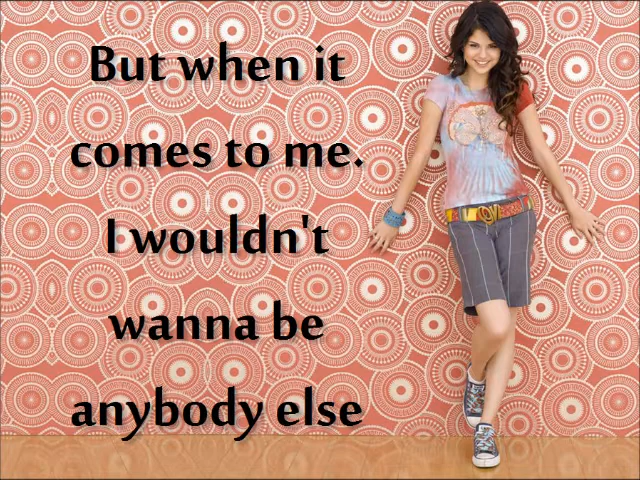 But when it
comes to me.
I wouldn't
wanna be
anybody else